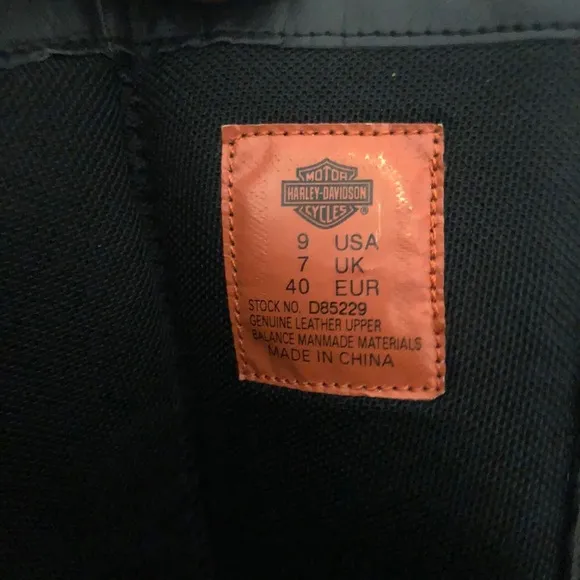 MOTOR
HARLEY-DAVIDSON
CYCLES ®
9 USA
7 UK
40 EUR
STOCK NO. D85229
GENUINE LEATHER UPPER
BALANCE MANMADE MATERIALS
MADE IN CHINA